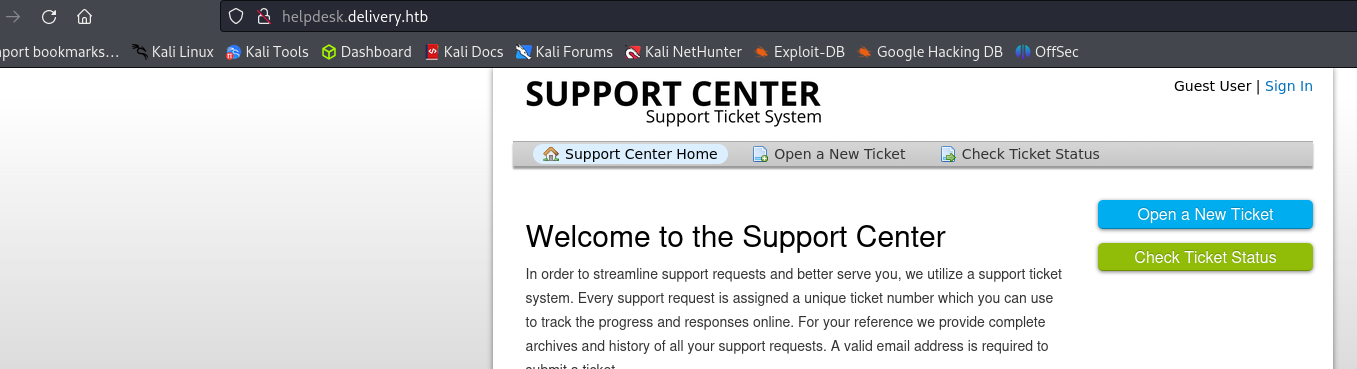 helpdesk.delivery.htb
port bookmarks... Kali Linux Kali Tools Dashboard Kali Docs Kali Forums Kali NetHunter Exploit-DB Google Hacking DB OffSec
SUPPORT CENTER
Support Ticket System
Guest User | Sign In
Support Center Home Open a New Ticket Check Ticket Status
Welcome to the Support Center
In order to streamline support requests and better serve you, we utilize a support ticket
system. Every support request is assigned a unique ticket number which you can use
to track the progress and responses online. For your reference we provide complete
archives and history of all your support requests. A valid email address is required to
submit a ticket.
Open a New Ticket
Check Ticket Status